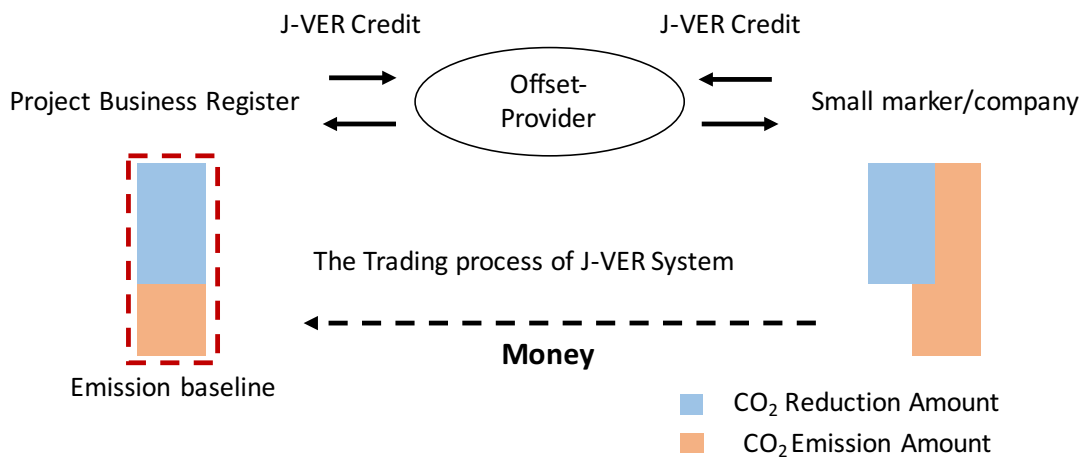 J-VER Credit
J-VER Credit
Offset-
Provider
Project Business Register
Small marker/company
The Trading process of J-VER System
Money
Emission baseline
CO₂ Reduction Amount
CO₂ Emission Amount